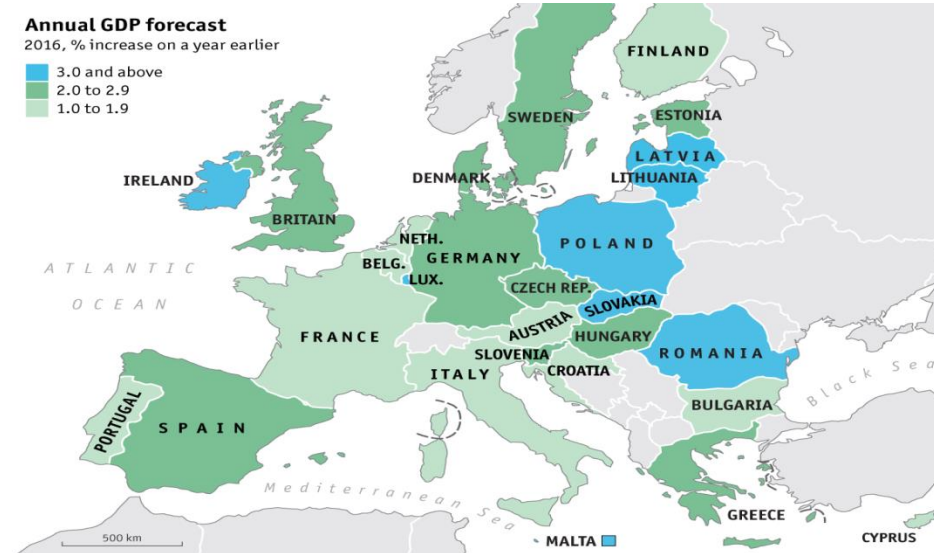 Annual GDP forecast
2016, % increase on a year earlier
3.0 and above
2.0 to 2.9
1.0 to 1.9
FINLAND
SWEDEN
ESTONIA
LATVIA
LITHUANIA
IRELAND
DENMARK
BRITAIN
NETH.
POLAND
BELG.
GERMANY
ATLANTIC
OCEAN
LUX.
CZECH REP.
SLOVAKIA
FRANCE
AUSTRIA
HUNGARY
SLOVENIA
ROMANIA
ITALY
CROATIA
Black Sea
PORTUGAL
SPAIN
BULGARIA
Mediterranean Sea
GREECE
500 km
MALTA
CYPRUS